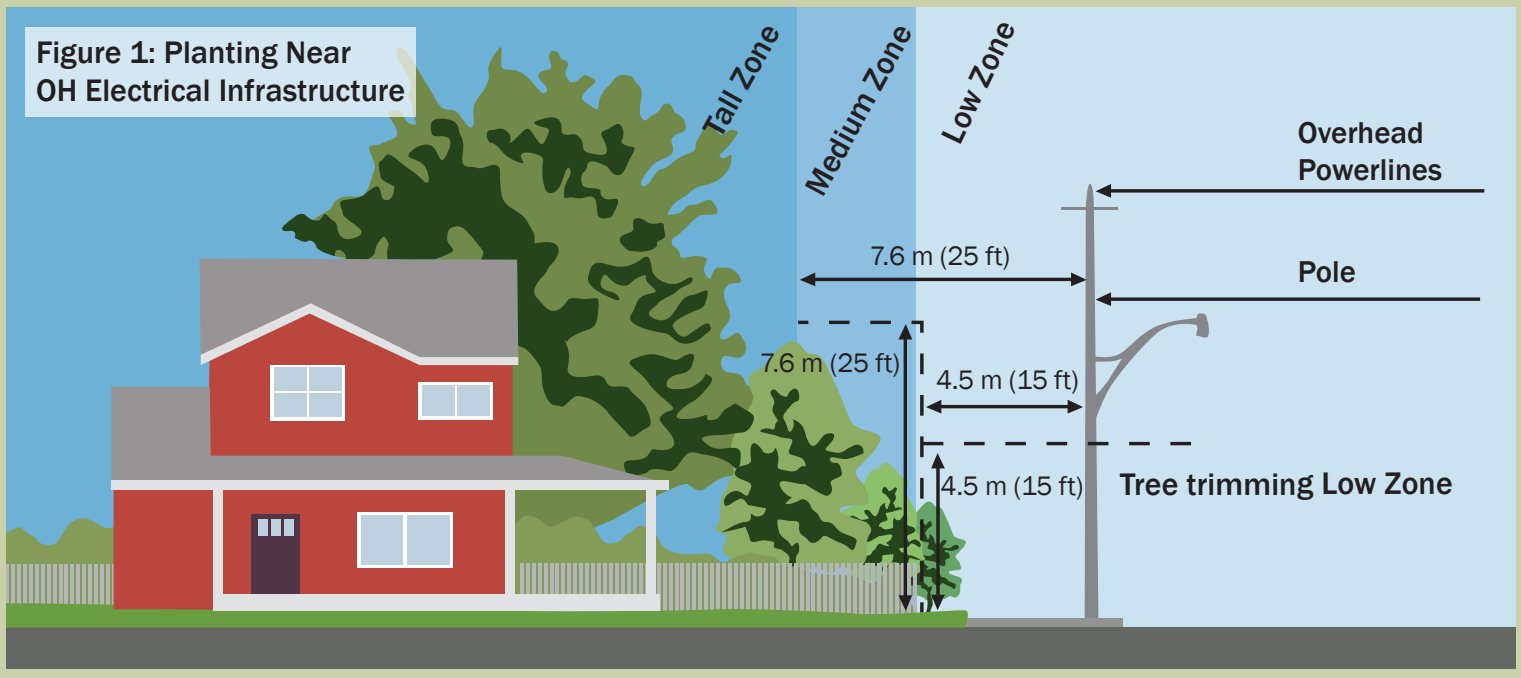 Figure 1: Planting Near
OH Electrical Infrastructure
Tall Zone
Medium Zone
Low Zone
Overhead
Powerlines
7.6 m (25 ft)
Pole
7.6 m (25 ft)
4.5 m (15 ft)
4.5 m (15 ft)
Tree trimming Low Zone